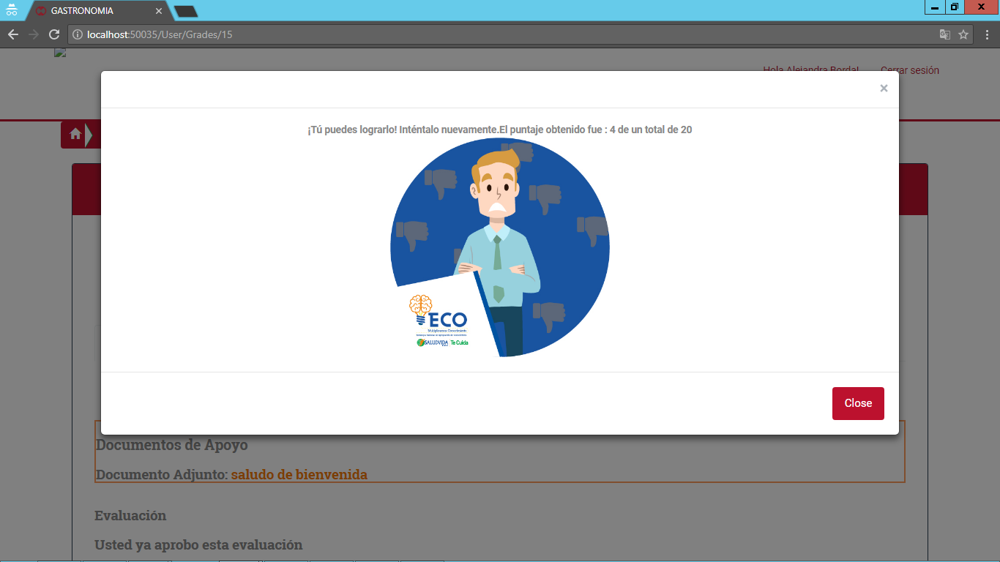 GASTRONOMIA
localhost:50035/User/Grades/15
Hola Alejandra Borda!
Cerrar sesión
×
¡Tú puedes lograrlo! Inténtalo nuevamente.El puntaje obtenido fue : 4 de un total de 20
ECO
Multiplicamos Conocimiento
SALUDVIDA Te Cuida
Close
Documentos de Apoyo
Documento Adjunto: saludo de bienvenida
Evaluación
Usted ya aprobo esta evaluación